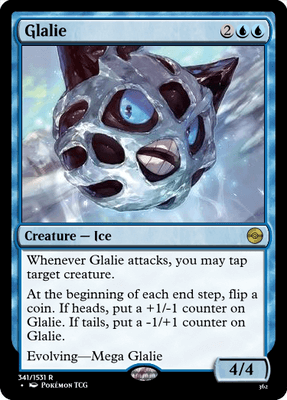 Glalie 2
Creature — Ice
Whenever Glalie attacks, you may tap
target creature.
At the beginning of each end step, flip a
coin. If heads, put a +1/-1 counter on
Glalie. If tails, put a -1/+1 counter on
Glalie.
Evolving—Mega Glalie
4/4
341/1531 R
• Pokémon TCG
362